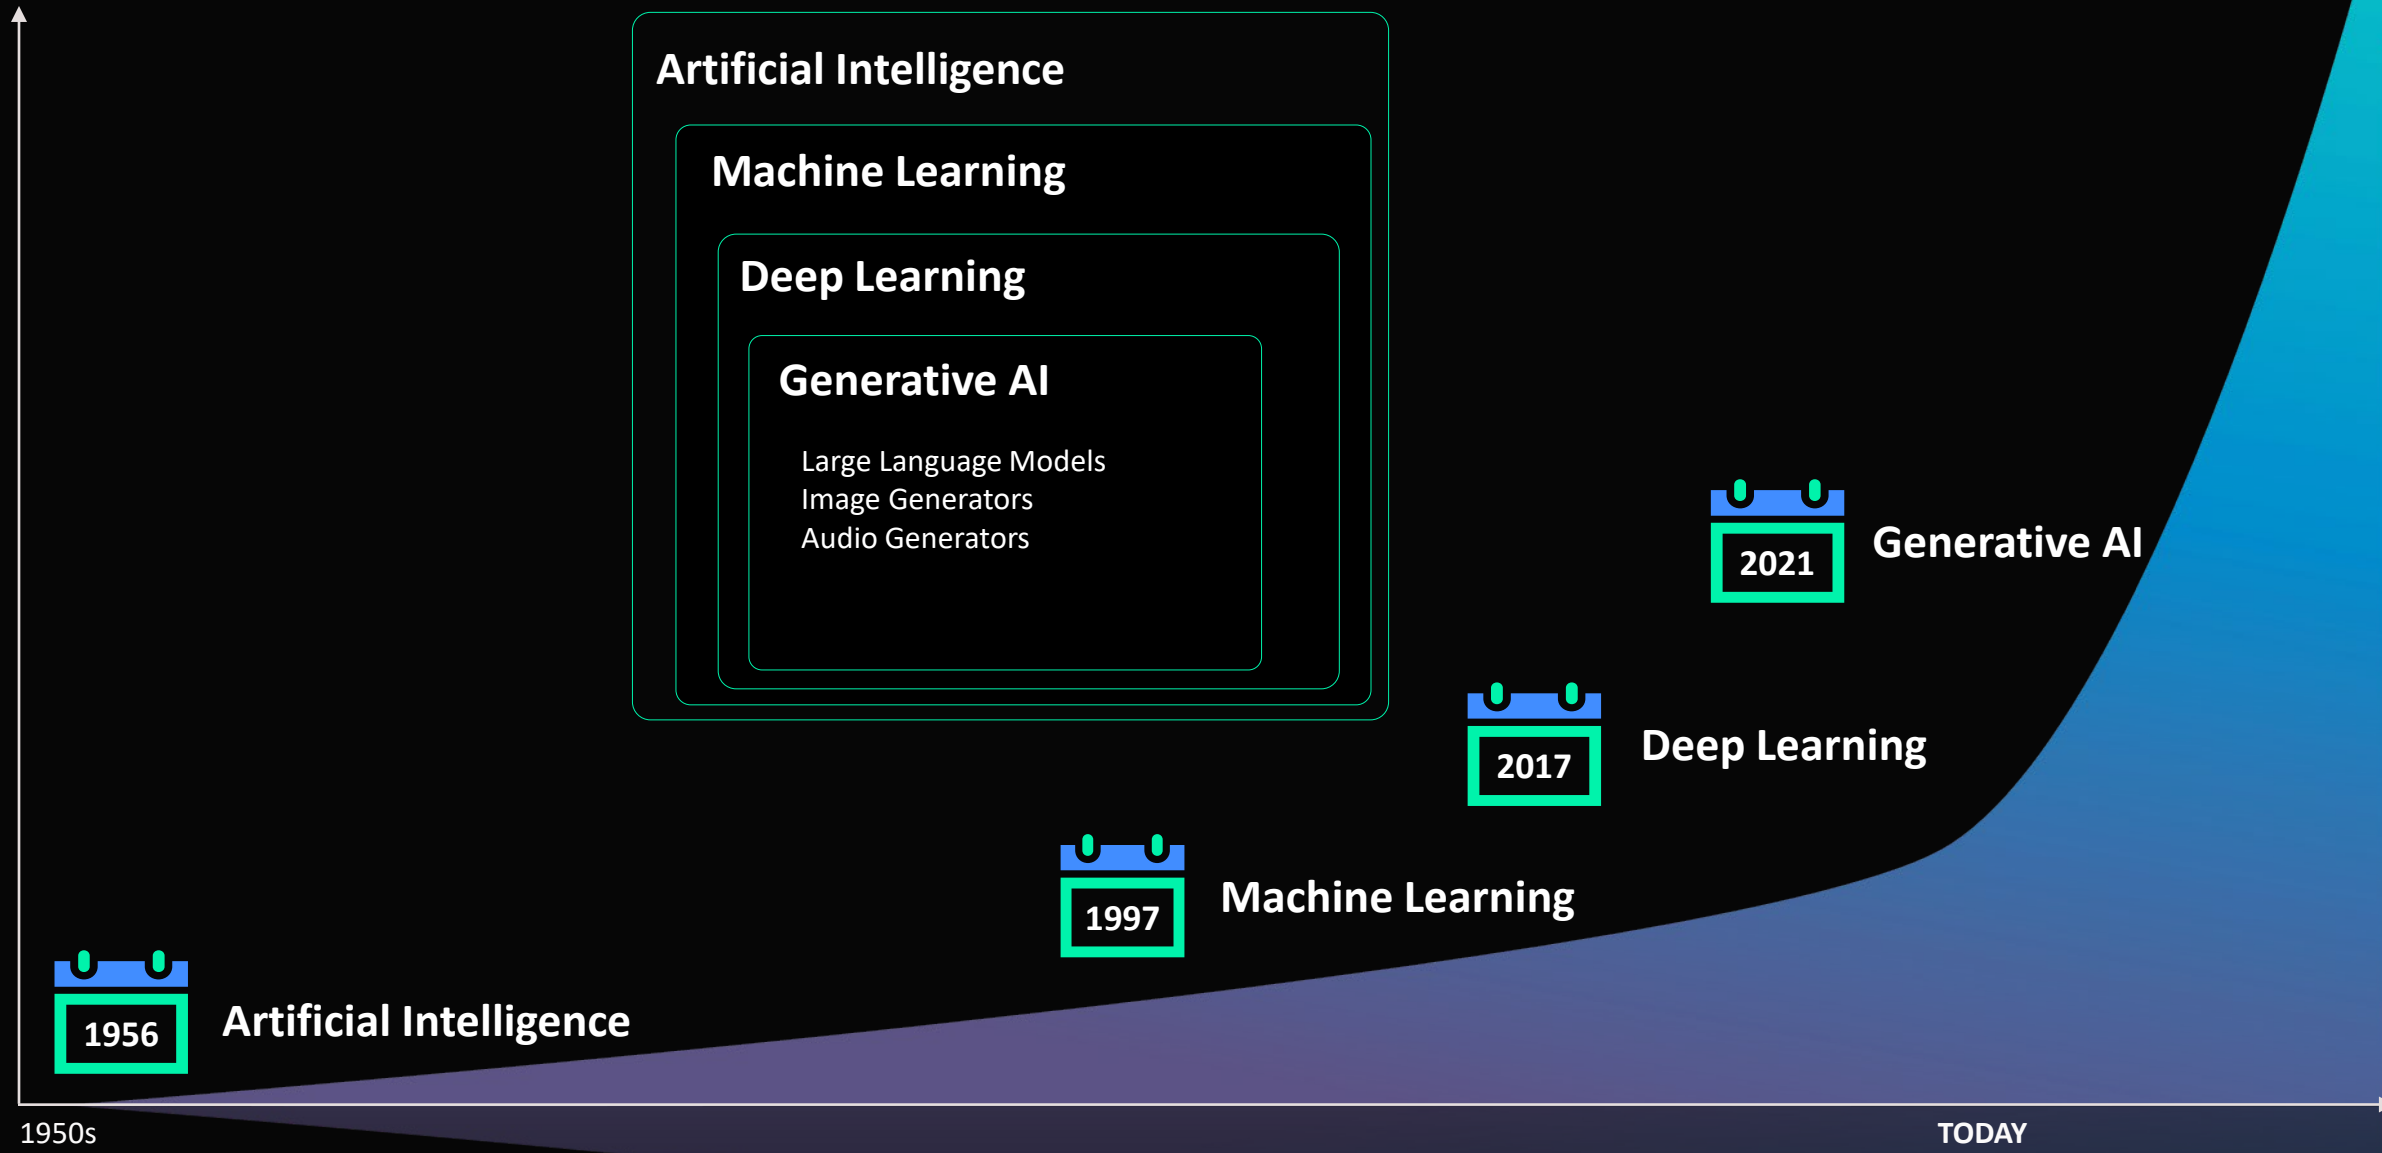 Artificial Intelligence
Machine Learning
Deep Learning
Generative AI
Large Language Models
Image Generators
Audio Generators
2021
Generative AI
2017
Deep Learning
1997
Machine Learning
1956
Artificial Intelligence
1950s
TODAY